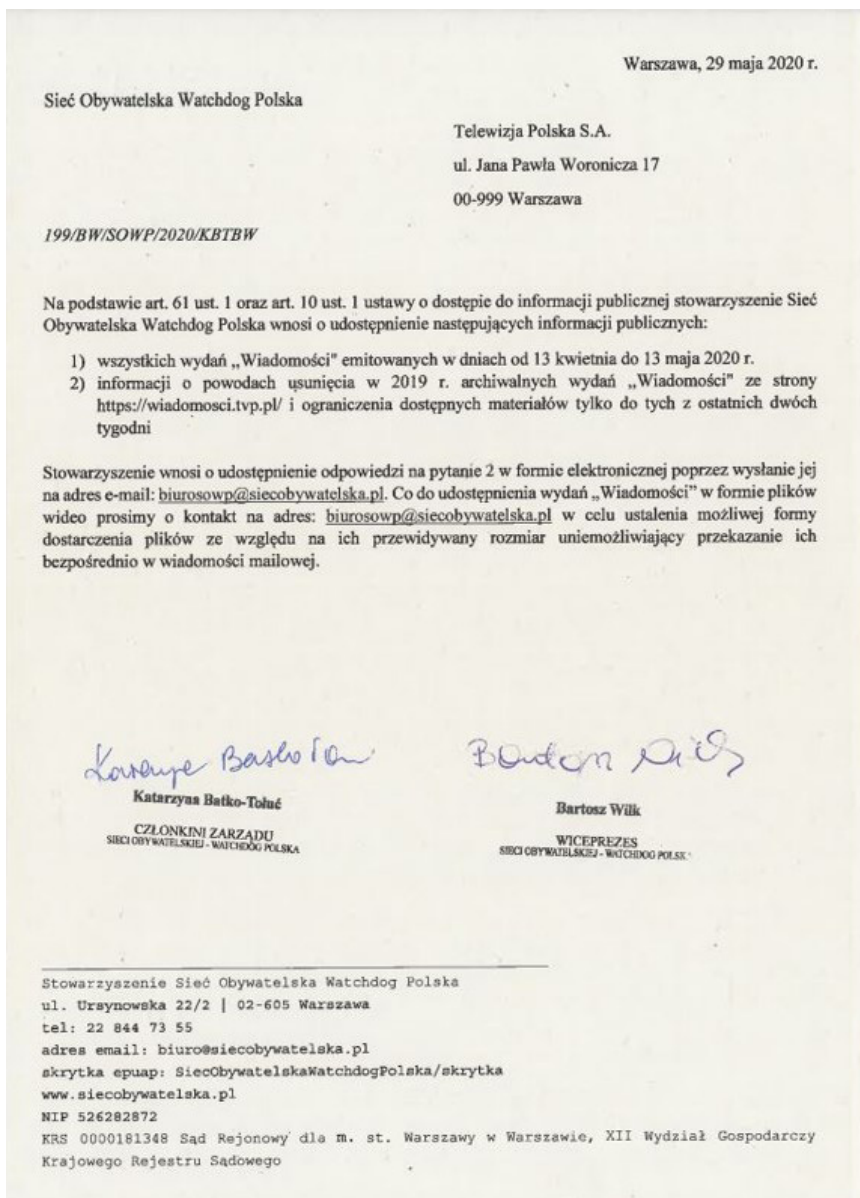 Warszawa, 29 maja 2020 r.
Sieć Obywatelska Watchdog Polska
Telewizja Polska S.A.
ul. Jana Pawła Woronicza 17
00-999 Warszawa
199/BW/SOWP/2020/KBTBW
Na podstawie art. 61 ust. 1 oraz art. 10 ust. 1 ustawy o dostępie do informacji publicznej stowarzyszenie Sieć
Obywatelska Watchdog Polska wnosi o udostępnienie następujących informacji publicznych:
1) wszystkich wydań „Wiadomości" emitowanych w dniach od 13 kwietnia do 13 maja 2020 r.
2) informacji o powodach usunięcia w 2019 r. archiwalnych wydań „Wiadomości" ze strony
https://wiadomosci.tvp.pl/ i ograniczenia dostępnych materiałów tylko do tych z ostatnich dwóch
tygodni
Stowarzyszenie wnosi o udostępnienie odpowiedzi na pytanie 2 w formie elektronicznej poprzez wysłanie jej
na adres e-mail: biurosowp@siecobywatelska.pl. Co do udostępnienia wydań „Wiadomości” w formie plików
wideo prosimy o kontakt na adres: biurosowp@siecobywatelska.pl w celu ustalenia możliwej formy
dostarczenia plików ze względu na ich przewidywany rozmiar uniemożliwiający przekazanie ich
bezpośrednio w wiadomości mailowej.
Katarzyna Batko-Tołuć
CZŁONKINI ZARZĄDU
SIECI OBYWATELSKIEJ - WATCHDOG POLSKA
Bartosz Wilk
WICEPREZES
SIECI OBYWATELSKIEJ - WATCHDOG POLSK
Stowarzyszenie Sieć Obywatelska Watchdog Polska
ul. Ursynowska 22/2 | 02-605 Warszawa
tel: 22 844 73 55
adres email: biuro@siecobywatelska.pl
skrytka epuap: SiecObywatelskaWatchdogPolska/skrytka
www.siecobywatelska.pl
NIP 526282872
KRS 0000181348 Sąd Rejonowy dla m. st. Warszawy w Warszawie, XII Wydział Gospodarczy
Krajowego Rejestru Sądowego